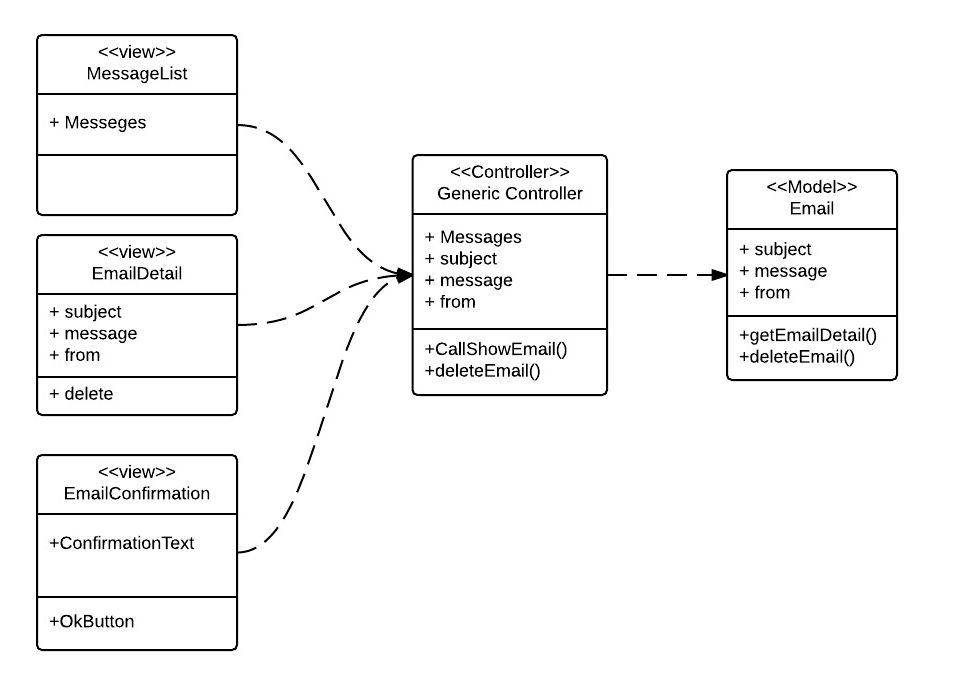 <<view>>
MessageList
+ Messeges
<<view>>
EmailDetail
+ subject
+ message
+ from
+ delete
<<view>>
EmailConfirmation
+ConfirmationText
+OkButton
<<Controller>>
Generic Controller
+ Messages
+ subject
+ message
+ from
+CallShowEmail()
+deleteEmail()
<<Model>>
Email
+ subject
+ message
+ from
+getEmailDetail()
+deleteEmail()